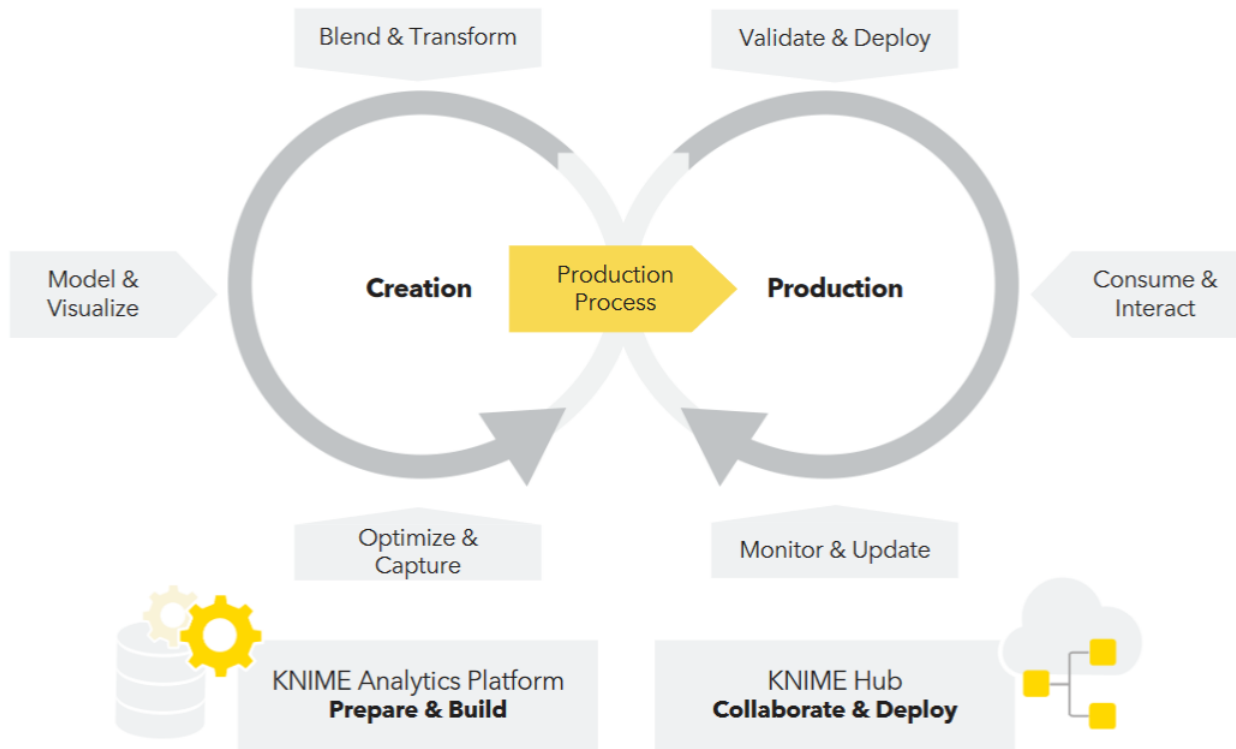 Blend & Transform
Validate & Deploy
Model &
Visualize
Creation
Production
Process
Production
Consume &
Interact
Optimize &
Capture
Monitor & Update
KNIME Analytics Platform
Prepare & Build
KNIME Hub
Collaborate & Deploy